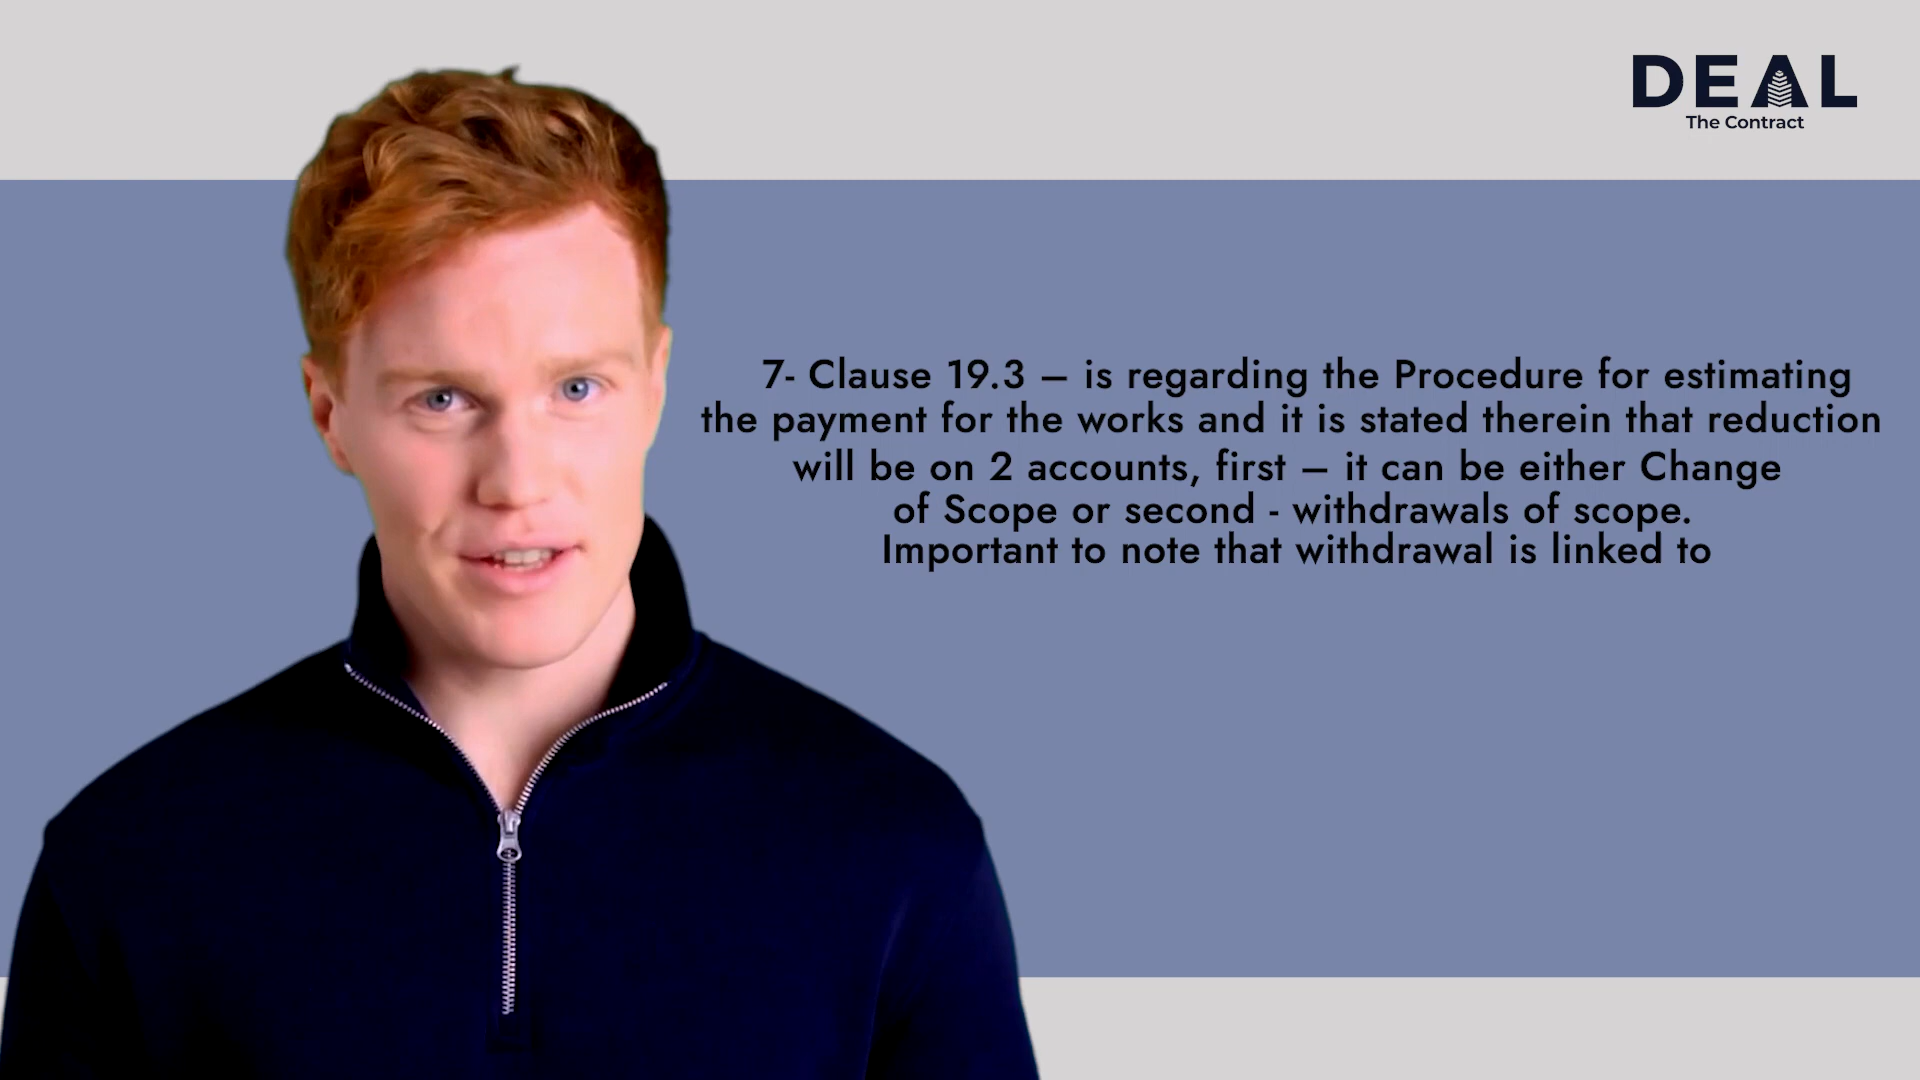 DEAL
The Contract
7- Clause 19.3 – is regarding the Procedure for estimating
the payment for the works and it is stated therein that reduction
will be on 2 accounts, first – it can be either Change
of Scope or second - withdrawals of scope.
Important to note that withdrawal is linked to